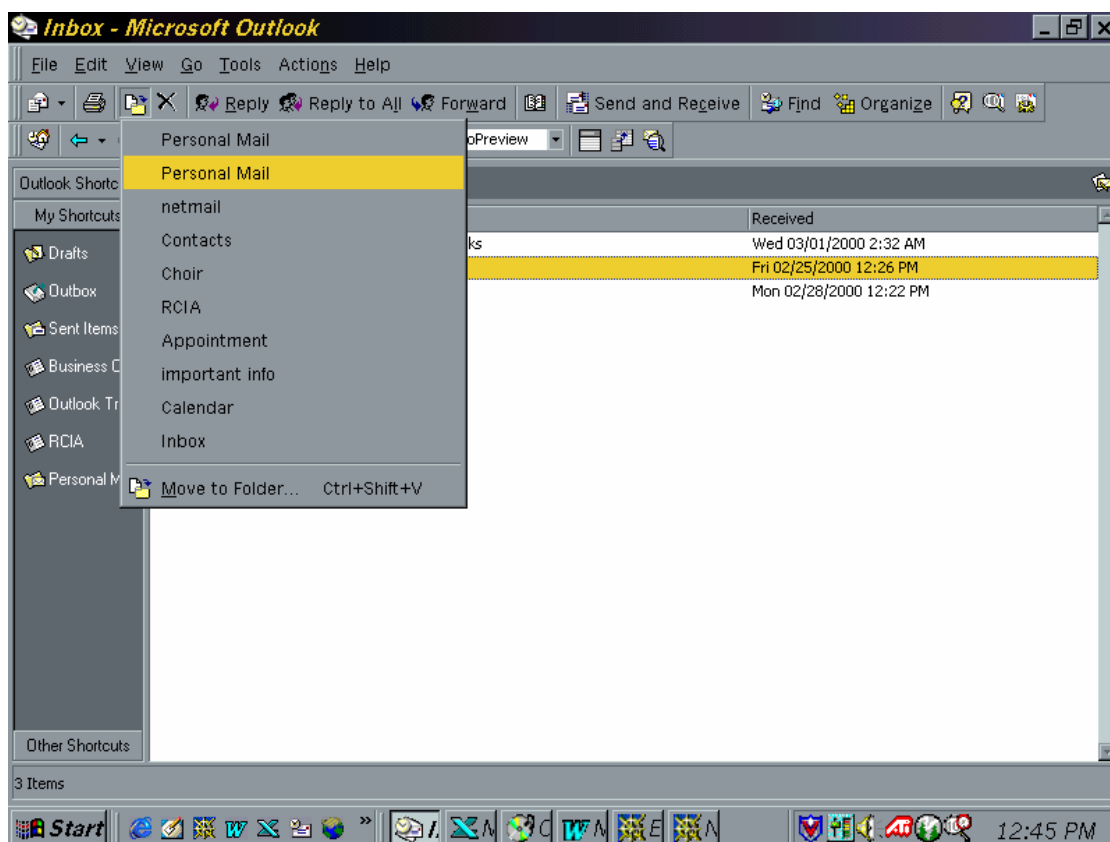 Inbox - Microsoft Outlook
File Edit View Go Tools Actions Help
Reply Reply to All Forward Send and Receive Find Organize
Personal Mail
oPreview
Personal Mail
Outlook Shortc
netmail
My Shortcuts
Received
Contacts
ks
Wed 03/01/2000 2:32 AM
Drafts
Choir
Fri 02/25/2000 12:26 PM
Outbox
Mon 02/28/2000 12:22 PM
RCIA
Sent Items
Appointment
Business C
important info
Outlook Tr
Calendar
RCIA
Inbox
Personal M
Move to Folder... Ctrl+Shift+V
Other Shortcuts
3 Items
Start
12:45 PM